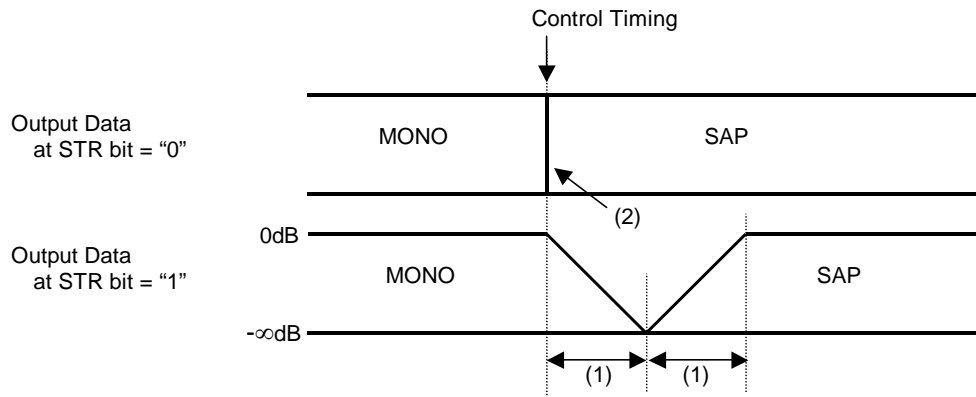 Control Timing
Output Data
at STR bit = “0”
MONO
SAP
(2)
0dB
Output Data
at STR bit = “1”
MONO
SAP
-∞dB
(1)
(1)